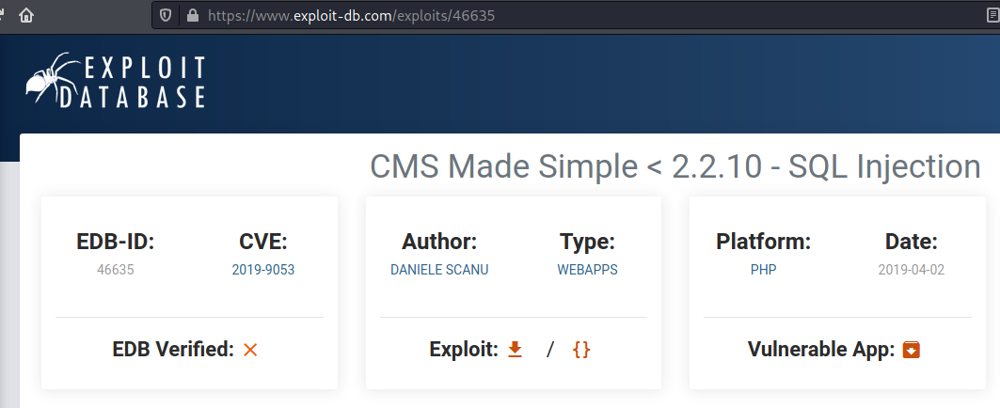 https://www.exploit-db.com/exploits/46635
EXPLOIT
DATABASE
CMS Made Simple < 2.2.10 - SQL Injection
EDB-ID: CVE: Author: Type: Platform: Date:
46635 2019-9053 DANIELE SCANU WEBAPPS PHP 2019-04-02
EDB Verified: × Exploit: / {} Vulnerable App: